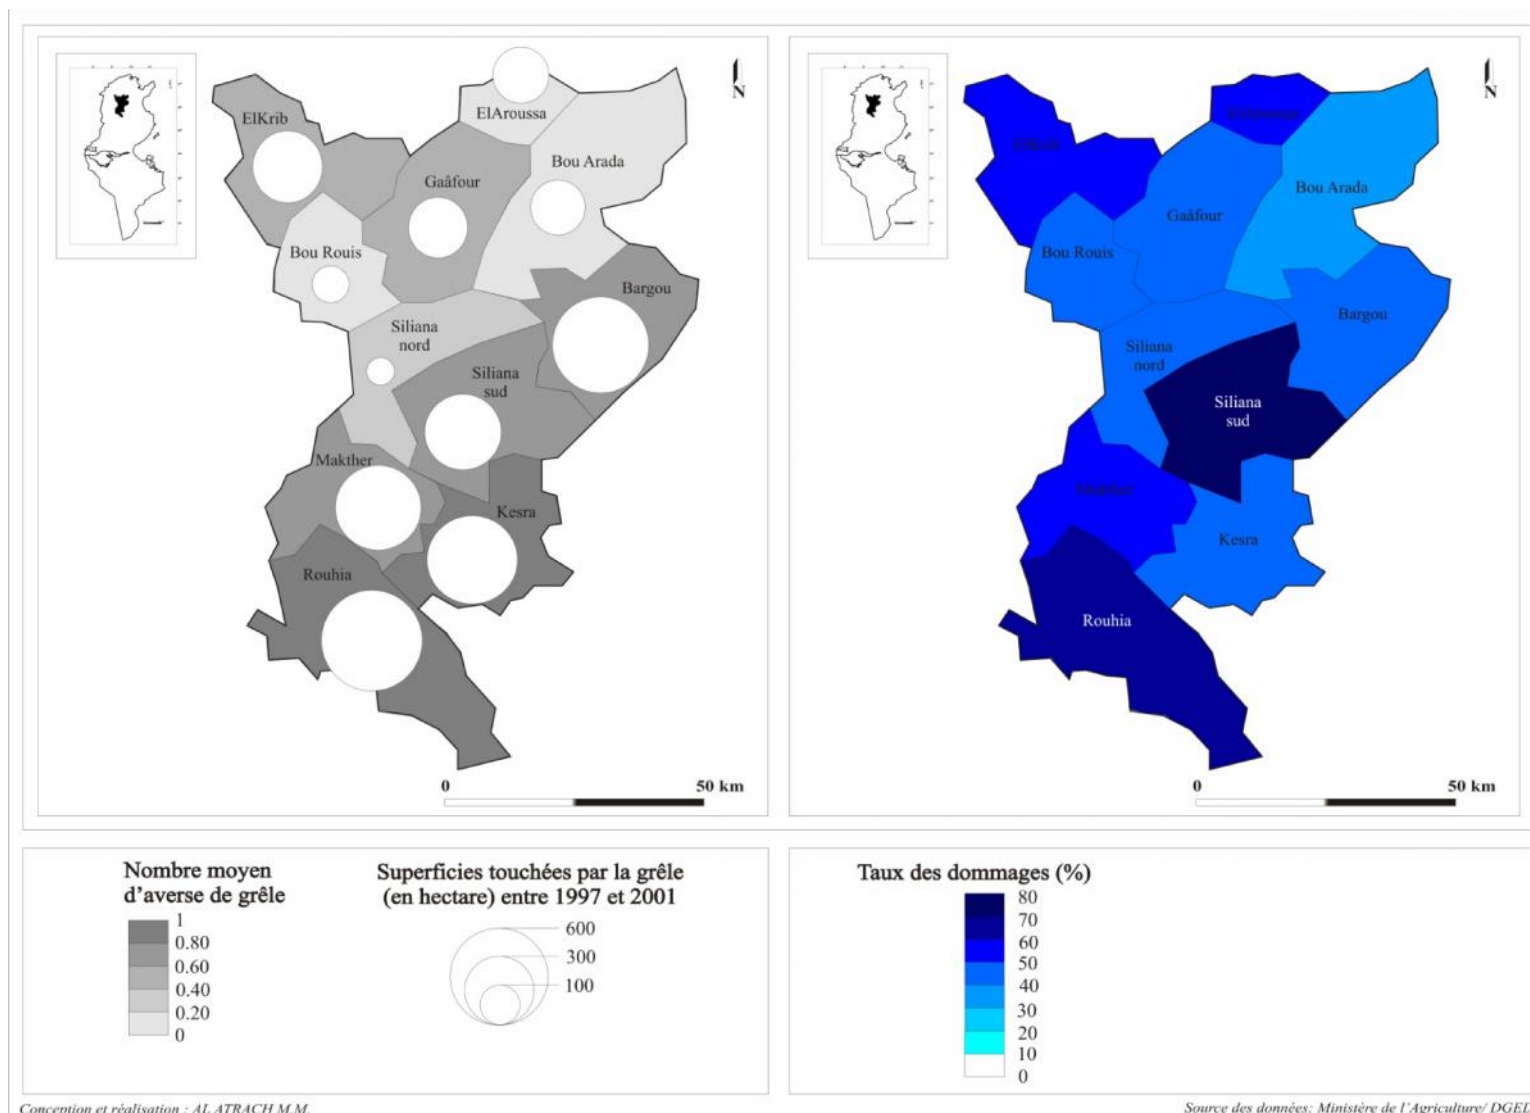 N
ElAroussa
ElKrib
Bou Arada
Gaâfour
Bou Rouis
Bargou
Siliana
nord
Siliana
sud
Makther
Kesra
Rouhia
0 50 km
N
Bou Arada
Gaâfour
Bou Rouis
Bargou
Siliana
nord
Siliana
sud
Kesra
Rouhia
0 50 km
Nombre moyen
d’averse de grêle
1
0.80
0.60
0.40
0.20
0
Superficies touchées par la grêle
(en hectare) entre 1997 et 2001
600
300
100
Taux des dommages (%)
80
70
60
50
40
30
20
10
0
Conception et réalisation : AL ATRACH M.M.
Source des données: Ministère de l’Agriculture/ DGED